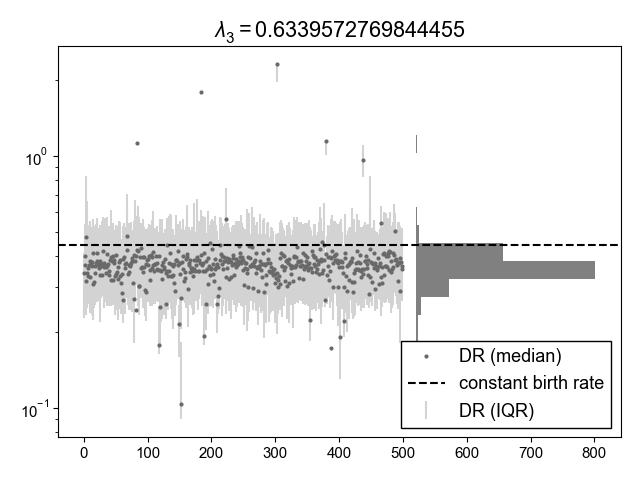 λ₃ = 0.6339572769844455
10⁰
10⁻¹
DR (median)
constant birth rate
DR (IQR)
0 100 200 300 400 500 600 700 800